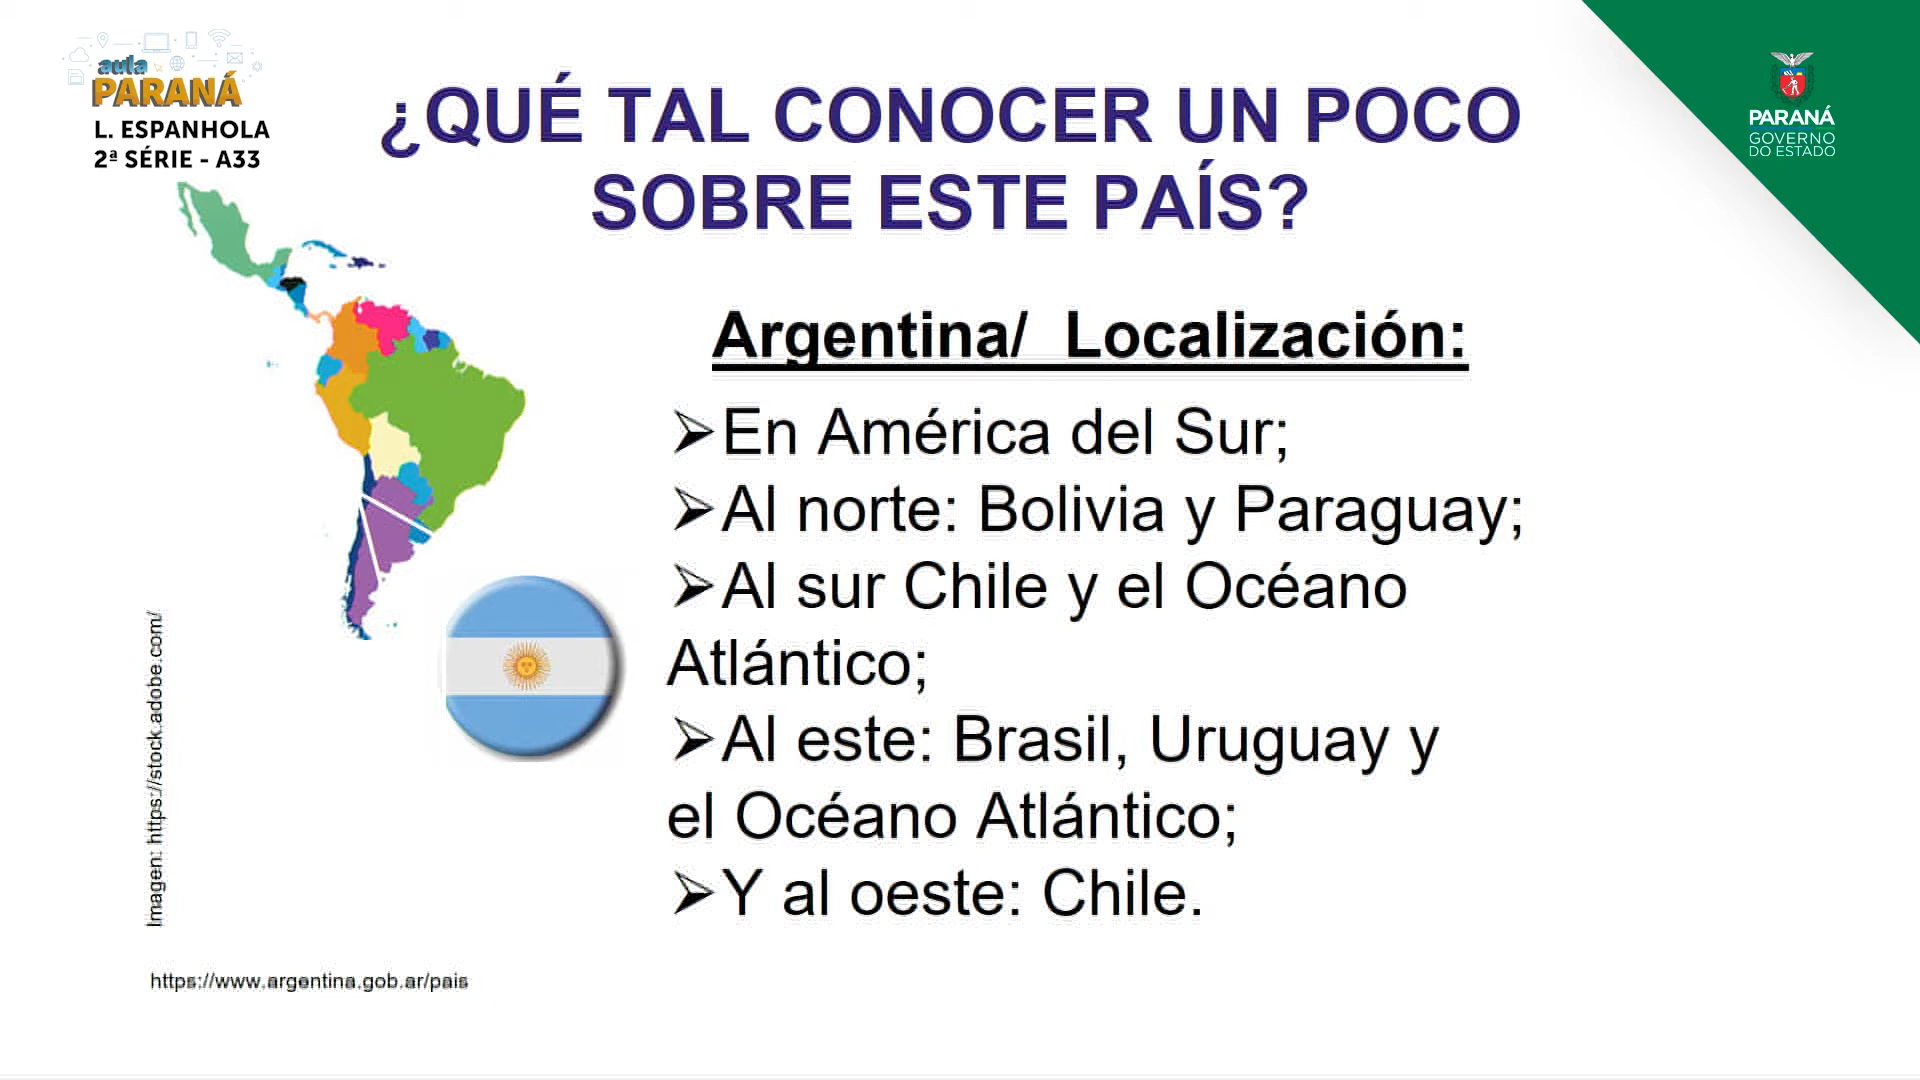 aula
PARANÁ
L. ESPANHOLA
2ª SÉRIE - A33
¿QUÉ TAL CONOCER UN POCO
SOBRE ESTE PAÍS?
PARANÁ
GOVERNO
DO ESTADO
Argentina/ Localización:
➢En América del Sur;
➢Al norte: Bolivia y Paraguay;
➢Al sur Chile y el Océano
Atlántico;
➢Al este: Brasil, Uruguay y
el Océano Atlántico;
➢Y al oeste: Chile.
Imagen: https://stock.adobe.com/
https://www.argentina.gob.ar/pais